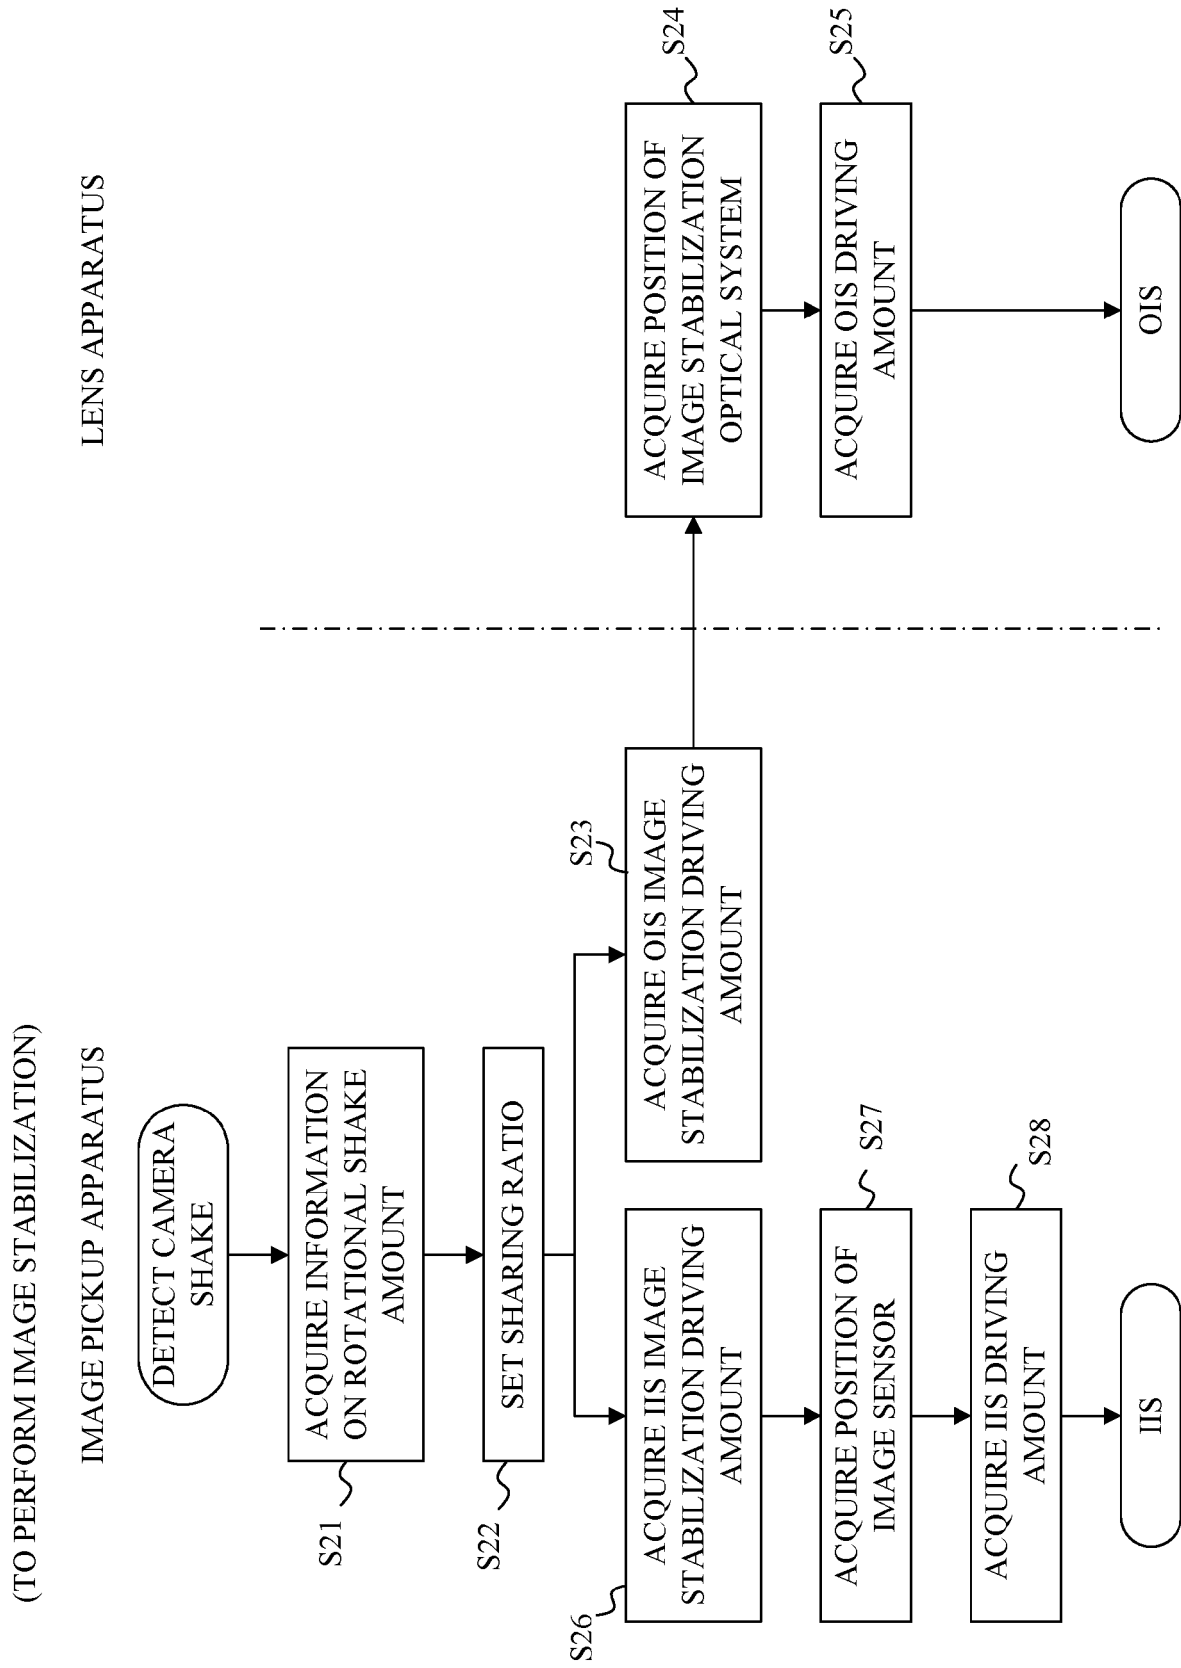 (TO PERFORM IMAGE STABILIZATION)
IMAGE PICKUP APPARATUS
LENS APPARATUS
DETECT CAMERA
SHAKE
S21
ACQUIRE INFORMATION
ON ROTATIONAL SHAKE
AMOUNT
S22
SET SHARING RATIO
S26
ACQUIRE IIS IMAGE
STABILIZATION DRIVING
AMOUNT
S23
ACQUIRE OIS IMAGE
STABILIZATION DRIVING
AMOUNT
S24
ACQUIRE POSITION OF
IMAGE STABILIZATION
OPTICAL SYSTEM
S27
ACQUIRE POSITION OF
IMAGE SENSOR
S25
ACQUIRE OIS DRIVING
AMOUNT
S28
ACQUIRE IIS DRIVING
AMOUNT
IIS
OIS